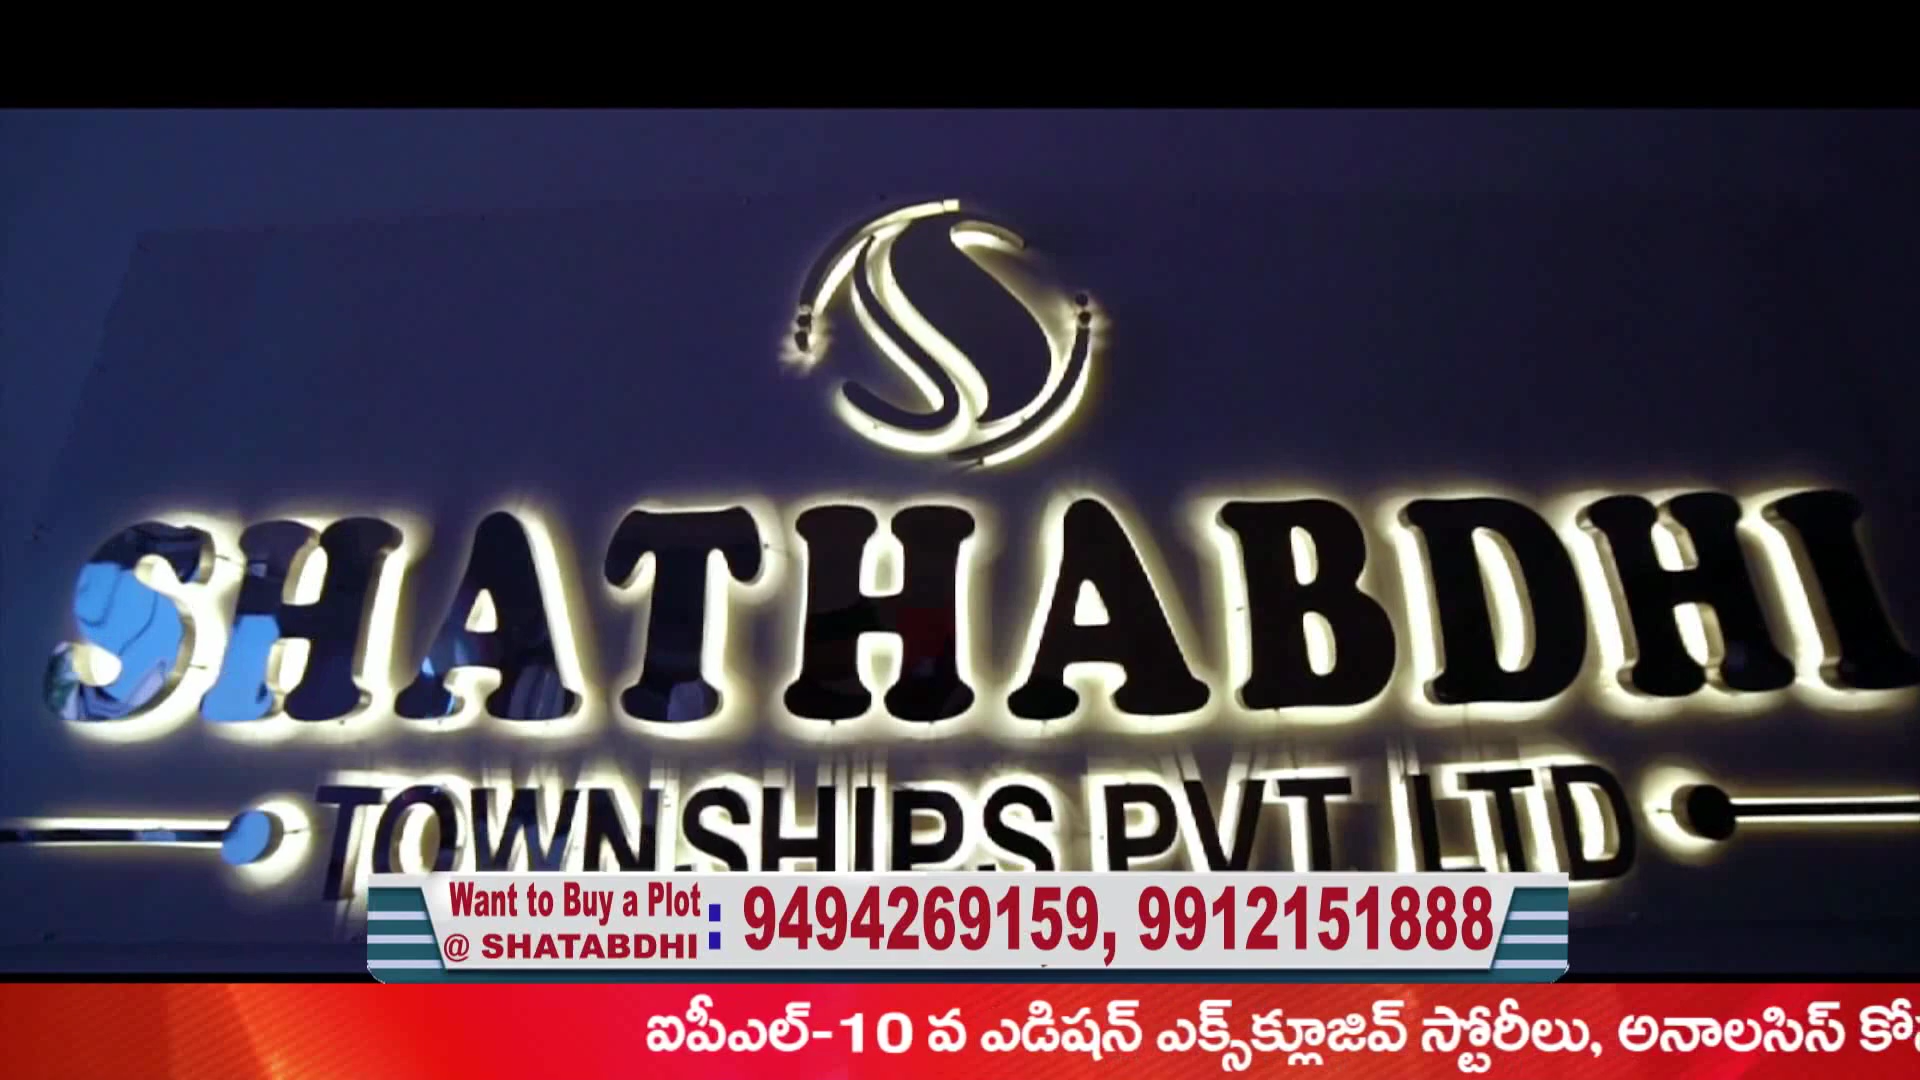 SHATHABDHI
TOWNSHIPS PVT. LTD
Want to Buy a Plot
@ SHATABDHI
: 9494269159, 9912151888
ఐపీఎల్-10 వ ఎడిషన్ ఎక్స్‌క్లూజివ్ స్టోరీలు, అనాలసిస్